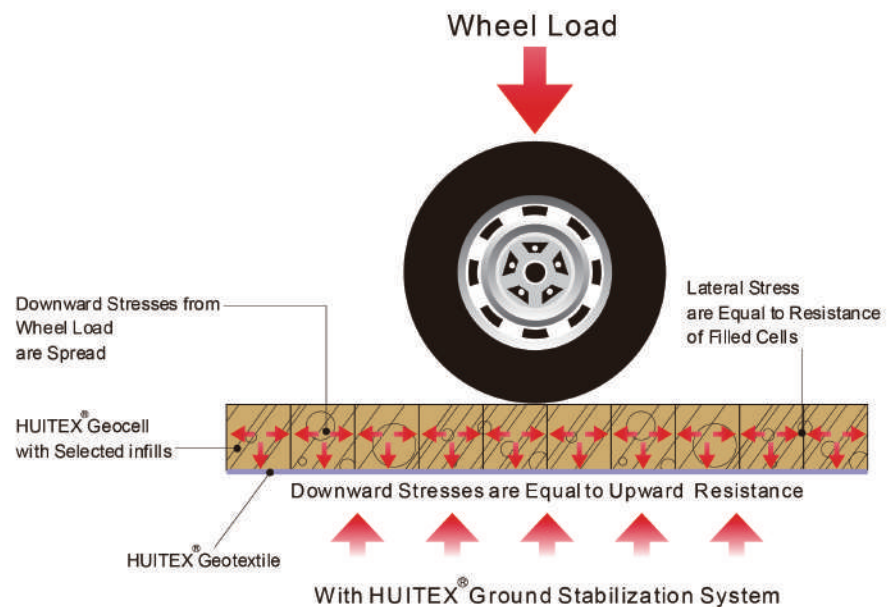 Wheel Load
Downward Stresses from
Wheel Load
are Spread
Lateral Stress
are Equal to Resistance
of Filled Cells
HUITEX® Geocell
with Selected infills
Downward Stresses are Equal to Upward Resistance
HUITEX® Geotextile
With HUITEX® Ground Stabilization System